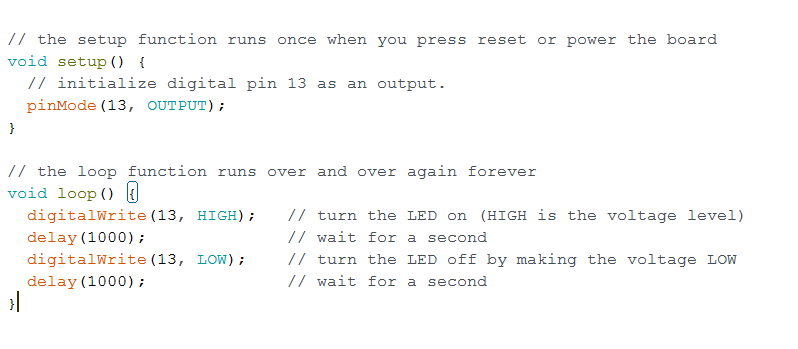 // the setup function runs once when you press reset or power the board
void setup() {
  // initialize digital pin 13 as an output.
  pinMode(13, OUTPUT);
}

// the loop function runs over and over again forever
void loop() {
  digitalWrite(13, HIGH);   // turn the LED on (HIGH is the voltage level)
  delay(1000);              // wait for a second
  digitalWrite(13, LOW);    // turn the LED off by making the voltage LOW
  delay(1000);              // wait for a second
}